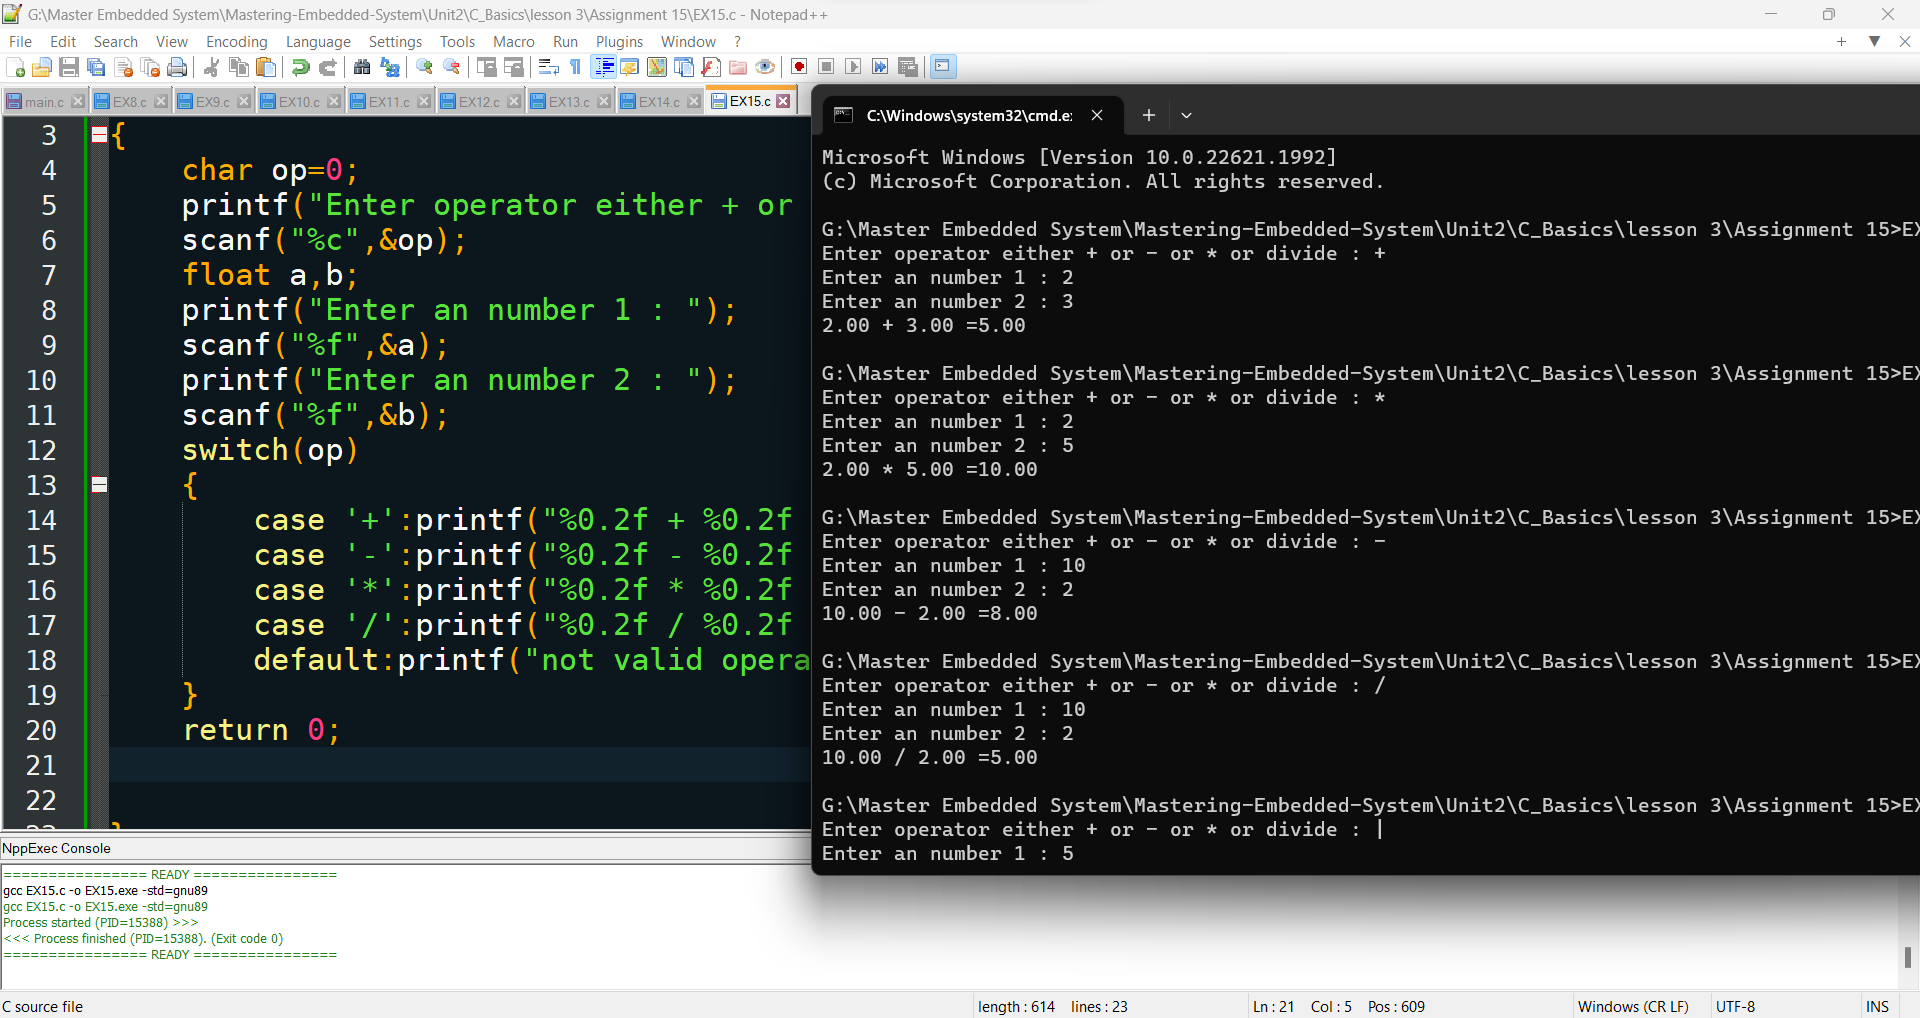 G:\Master Embedded System\Mastering-Embedded-System\Unit2\C_Basics\lesson 3\Assignment 15\EX15.c - Notepad++
File Edit Search View Encoding Language Settings Tools Macro Run Plugins Window ?
main.c EX8.c EX9.c EX10.c EX11.c EX12.c EX13.c EX14.c EX15.c
3 {
4 char op=0;
5 printf("Enter operator either + or
6 scanf("%c",&op);
7 float a,b;
8 printf("Enter an number 1 : ");
9 scanf("%f",&a);
10 printf("Enter an number 2 : ");
11 scanf("%f",&b);
12 switch(op)
13 {
14 case '+':printf("%0.2f + %0.2f
15 case '-':printf("%0.2f - %0.2f
16 case '*':printf("%0.2f * %0.2f
17 case '/':printf("%0.2f / %0.2f
18 default:printf("not valid opera
19 }
20 return 0;
21
22
C:\Windows\system32\cmd.e
Microsoft Windows [Version 10.0.22621.1992]
(c) Microsoft Corporation. All rights reserved.
G:\Master Embedded System\Mastering-Embedded-System\Unit2\C_Basics\lesson 3\Assignment 15>EX
Enter operator either + or - or * or divide : +
Enter an number 1 : 2
Enter an number 2 : 3
2.00 + 3.00 =5.00
G:\Master Embedded System\Mastering-Embedded-System\Unit2\C_Basics\lesson 3\Assignment 15>EX
Enter operator either + or - or * or divide : *
Enter an number 1 : 2
Enter an number 2 : 5
2.00 * 5.00 =10.00
G:\Master Embedded System\Mastering-Embedded-System\Unit2\C_Basics\lesson 3\Assignment 15>EX
Enter operator either + or - or * or divide : -
Enter an number 1 : 10
Enter an number 2 : 2
10.00 - 2.00 =8.00
G:\Master Embedded System\Mastering-Embedded-System\Unit2\C_Basics\lesson 3\Assignment 15>EX
Enter operator either + or - or * or divide : /
Enter an number 1 : 10
Enter an number 2 : 2
10.00 / 2.00 =5.00
G:\Master Embedded System\Mastering-Embedded-System\Unit2\C_Basics\lesson 3\Assignment 15>EX
Enter operator either + or - or * or divide : |
Enter an number 1 : 5
NppExec Console
================ READY ================
gcc EX15.c -o EX15.exe -std=gnu89
gcc EX15.c -o EX15.exe -std=gnu89
Process started (PID=15388) >>>
<<< Process finished (PID=15388). (Exit code 0)
================ READY ================
C source file length : 614 lines : 23 Ln : 21 Col : 5 Pos : 609 Windows (CR LF) UTF-8 INS